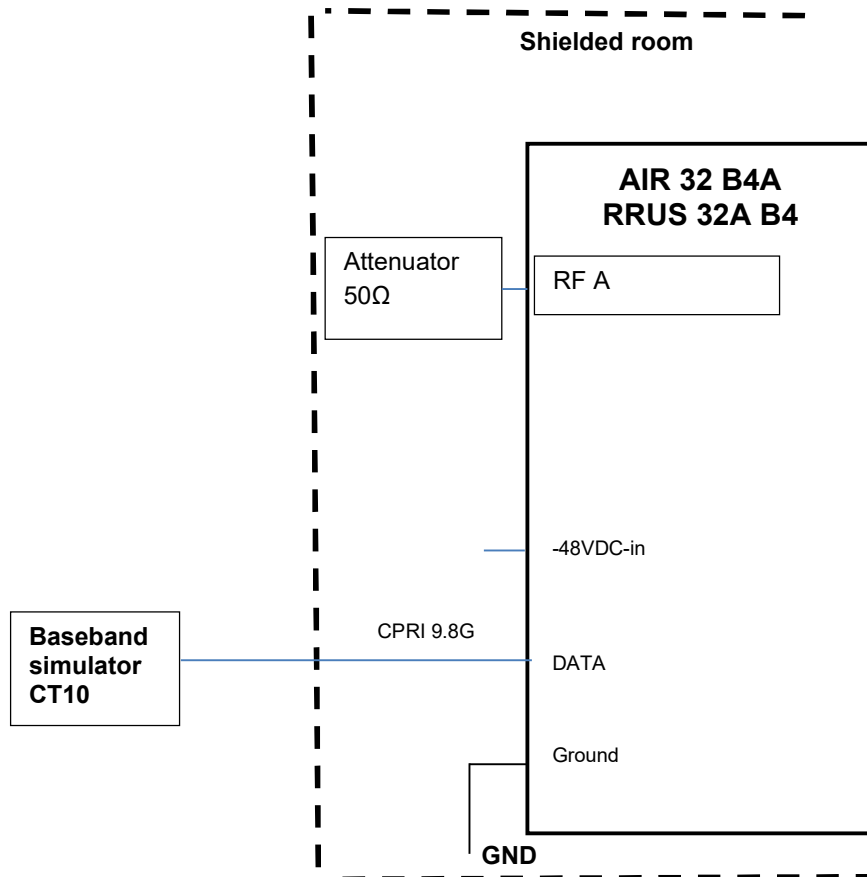 Shielded room
AIR 32 B4A
RRUS 32A B4
Attenuator
50Ω
RF A
-48VDC-in
CPRI 9.8G
Baseband
simulator
CT10
DATA
Ground
GND